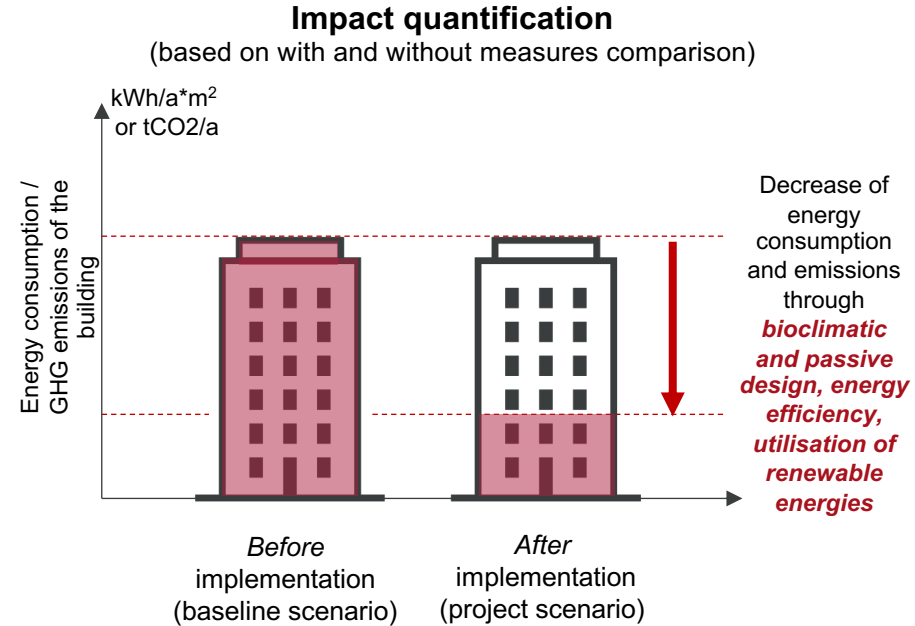 Impact quantification
(based on with and without measures comparison)
kWh/a*m²
or tCO2/a
Energy consumption /
GHG emissions of the
building
Decrease of
energy
consumption
and emissions
through
bioclimatic
and passive
design, energy
efficiency,
utilisation of
renewable
energies
Before
implementation
(baseline scenario)
After
implementation
(project scenario)